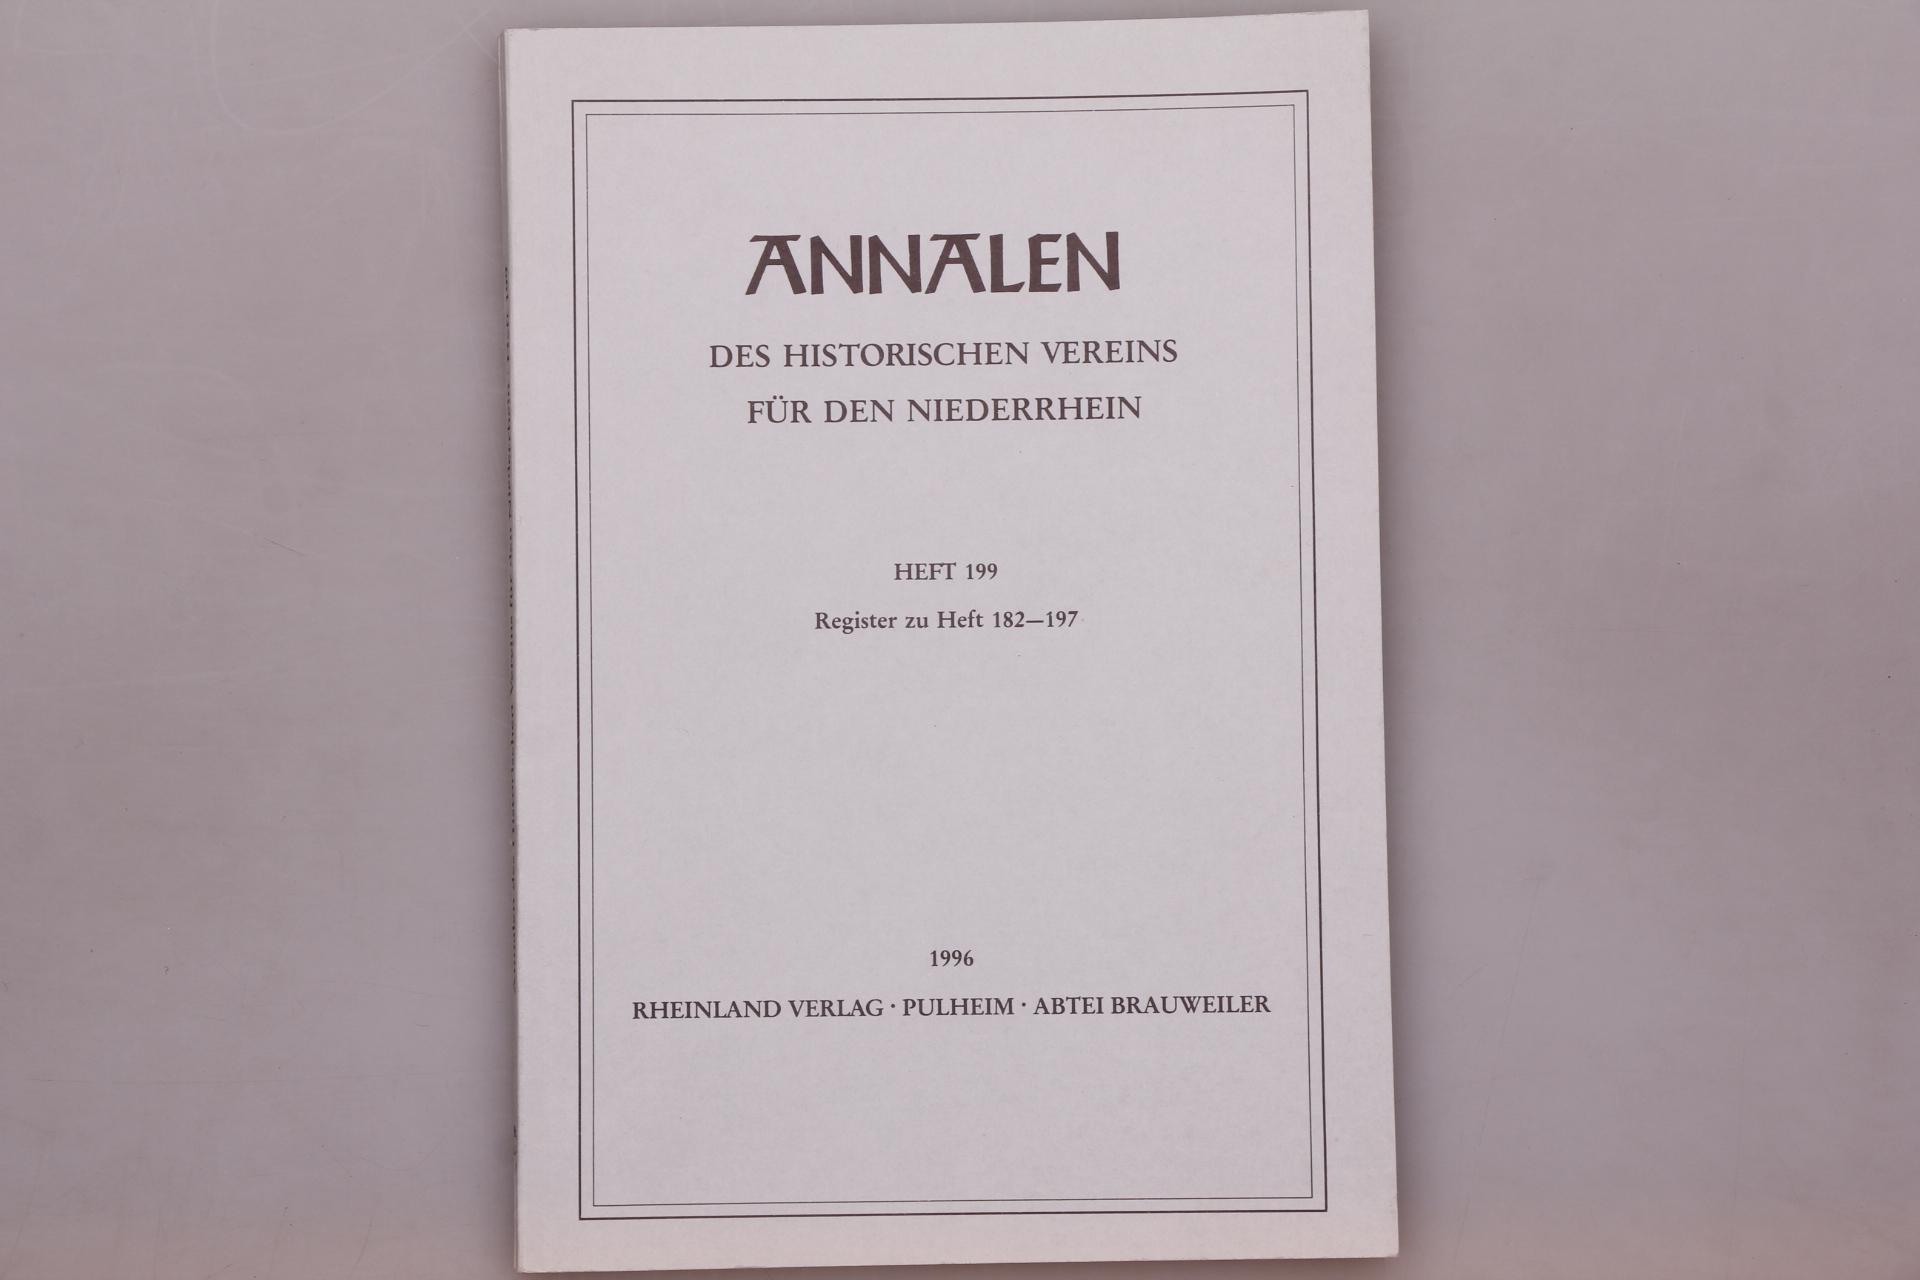 ANNALEN
DES HISTORISCHEN VEREINS
FÜR DEN NIEDERRHEIN
HEFT 199
Register zu Heft 182—197
1996
RHEINLAND VERLAG · PULHEIM · ABTEI BRAUWEILER